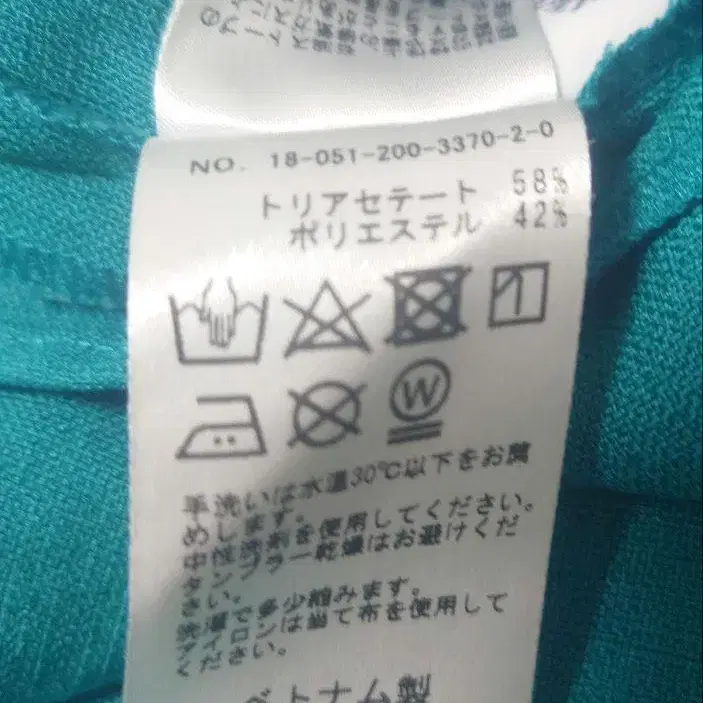 NO. 18-051-200-3370-2-0
トリアセテート 58%
ポリエステル 42%
W
手洗いは水温30℃以下をお薦
めします。
中性洗剤を使用してください。
タンブラー乾燥はお避けくだ
さい。
洗濯で多少縮みます。
アイロンは当て布を使用して
ください。
ベトナム製